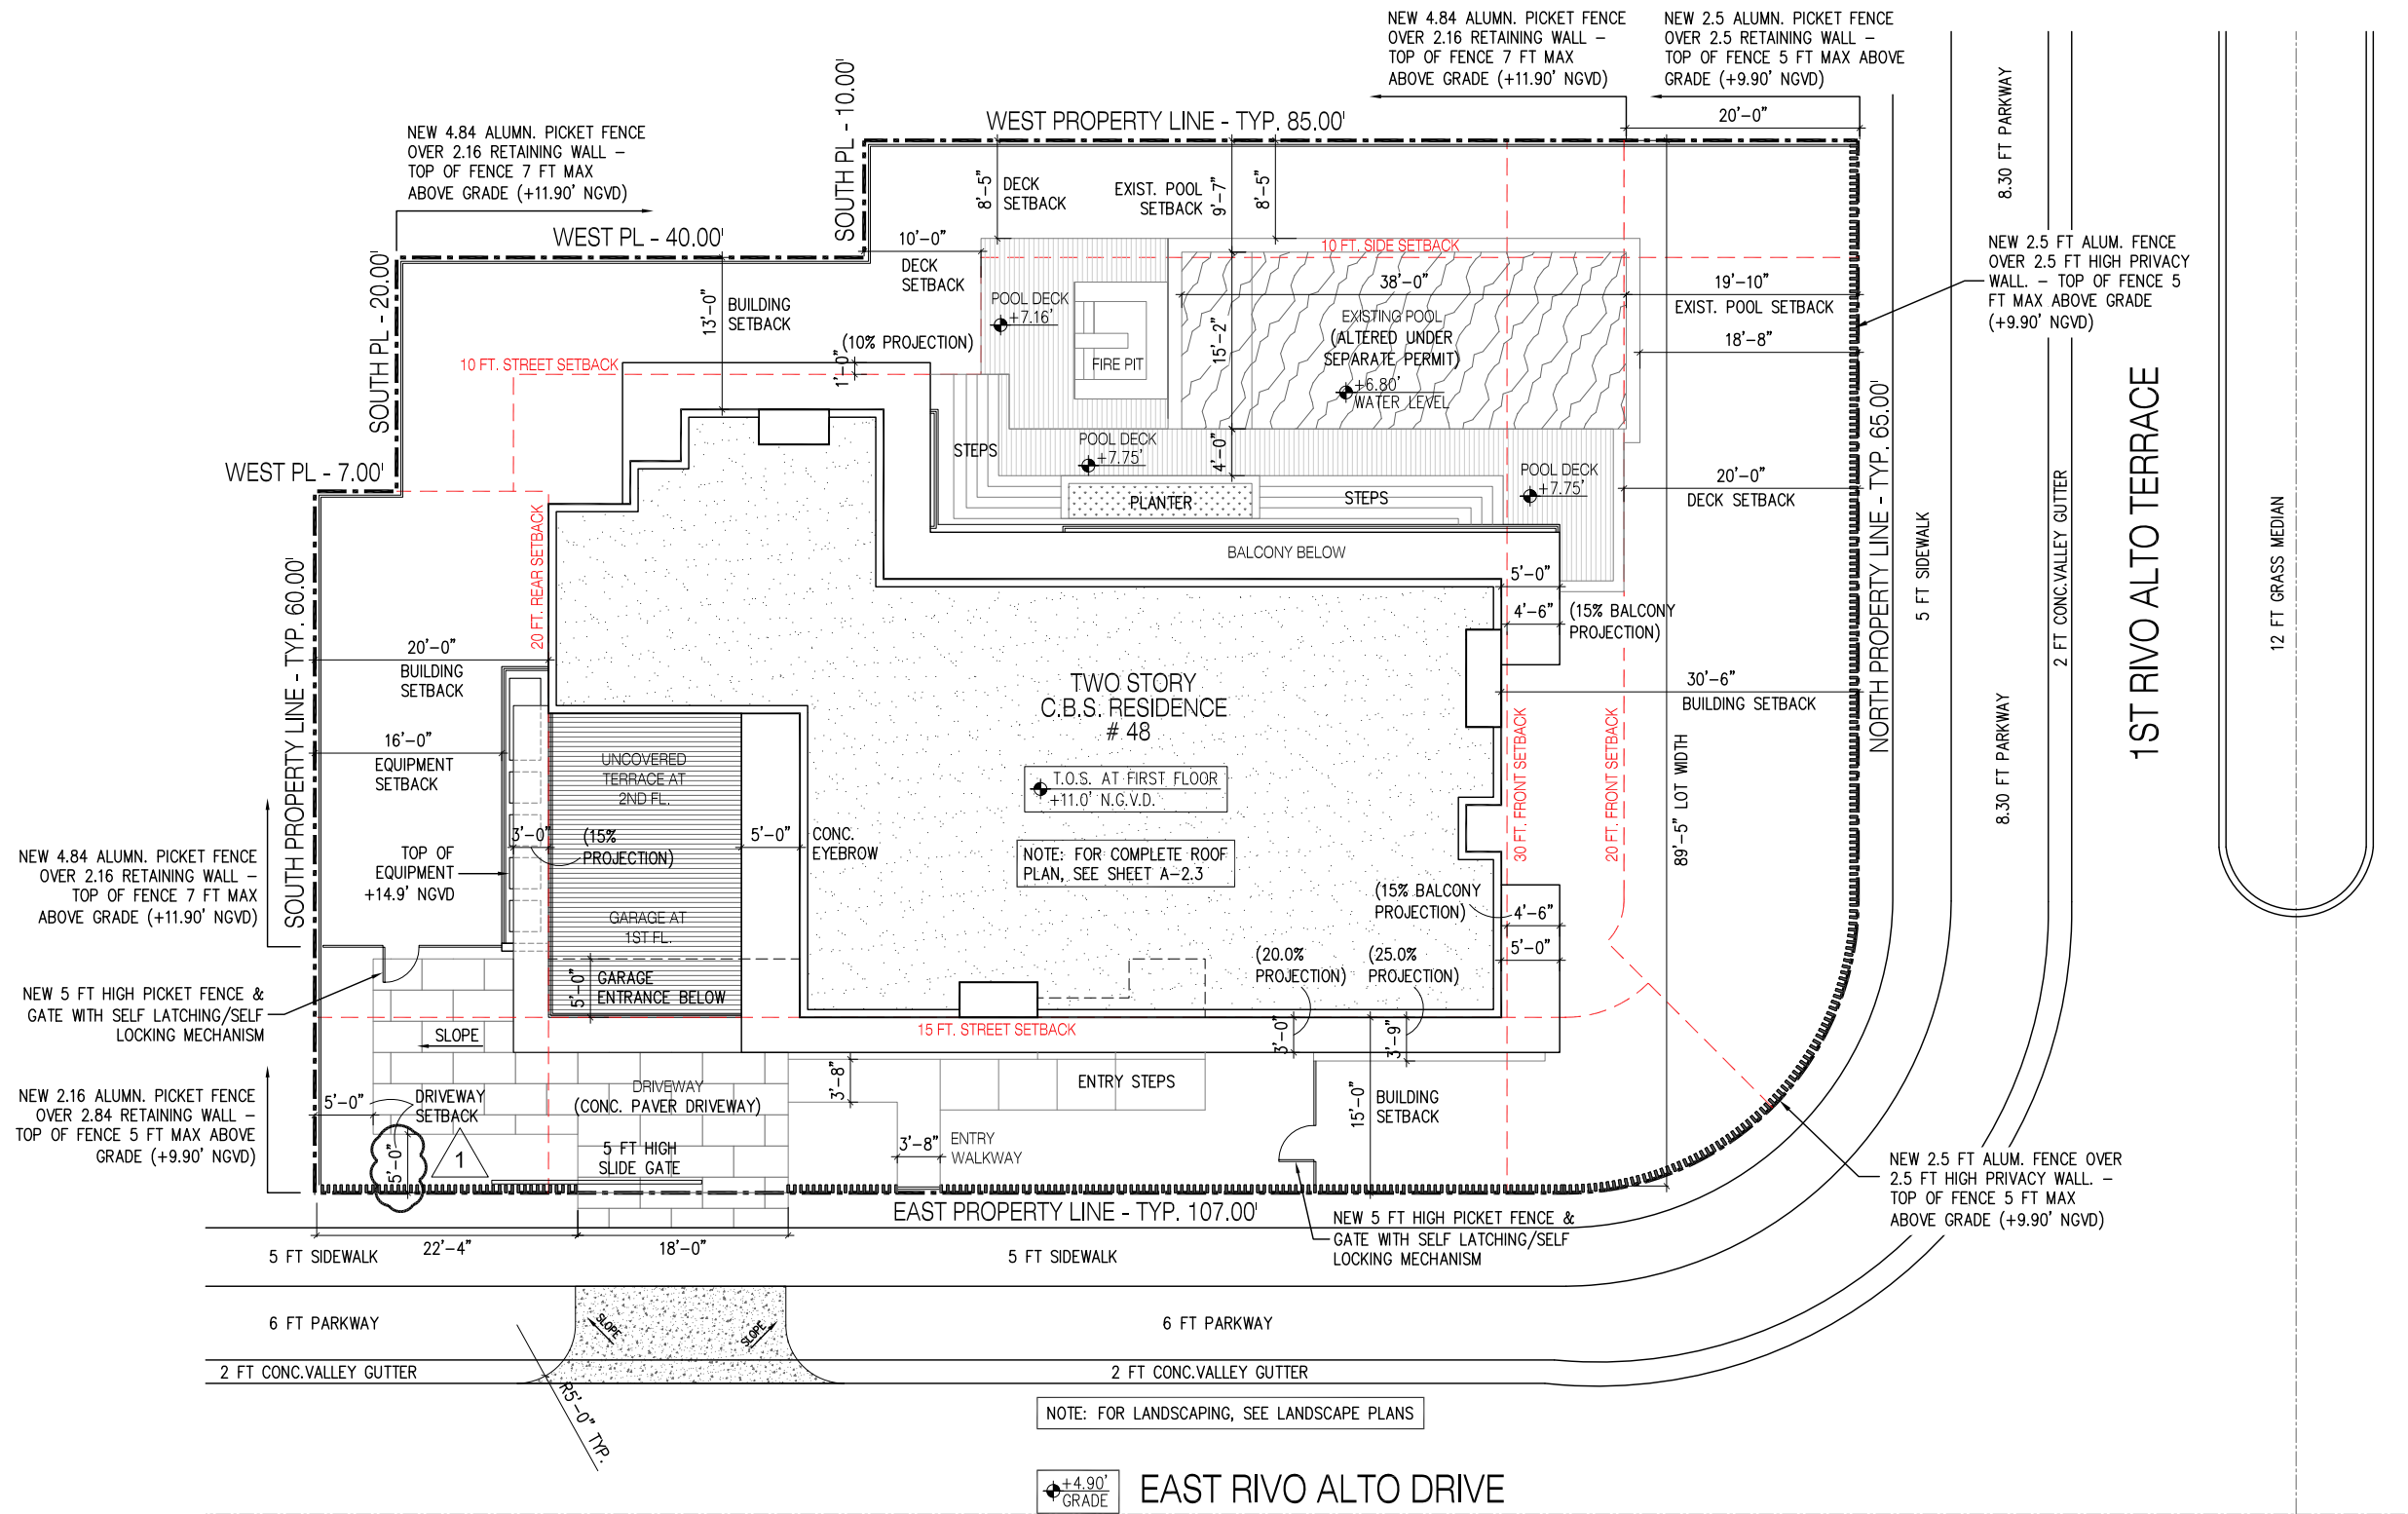 NEW 4.84 ALUMN. PICKET FENCE
OVER 2.16 RETAINING WALL –
TOP OF FENCE 7 FT MAX
ABOVE GRADE (+11.90' NGVD)
NEW 2.5 ALUMN. PICKET FENCE
OVER 2.5 RETAINING WALL –
TOP OF FENCE 5 FT MAX ABOVE
GRADE (+9.90' NGVD)
20'–0"
WEST PROPERTY LINE - TYP. 85.00'
SOUTH PL - 10.00'
NEW 4.84 ALUMN. PICKET FENCE
OVER 2.16 RETAINING WALL –
TOP OF FENCE 7 FT MAX
ABOVE GRADE (+11.90' NGVD)
WEST PL - 40.00'
SOUTH PL - 20.00'
WEST PL - 7.00'
8'–5"
DECK
SETBACK
EXIST. POOL
SETBACK
9'–7"
8'–5"
10'–0"
DECK
SETBACK
10 FT. SIDE SETBACK
13'–0"
BUILDING
SETBACK
POOL DECK
+7.16'
FIRE PIT
38'–0"
19'–10"
EXIST. POOL SETBACK
18'–8"
EXISTING POOL
(ALTERED UNDER
SEPARATE PERMIT)
15'–2"
+6.80'
WATER LEVEL
(10% PROJECTION)
1'–0"
10 FT. STREET SETBACK
NEW 2.5 FT ALUM. FENCE
OVER 2.5 FT HIGH PRIVACY
WALL. – TOP OF FENCE 5
FT MAX ABOVE GRADE
(+9.90' NGVD)
8.30 FT PARKWAY
STEPS
POOL DECK
+7.75'
4'–0"
POOL DECK
+7.75'
PLANTER
STEPS
20'–0"
DECK SETBACK
BALCONY BELOW
5'–0"
4'–6"
(15% BALCONY
PROJECTION)
20 FT. REAR SETBACK
SOUTH PROPERTY LINE - TYP. 60.00'
NORTH PROPERTY LINE - TYP. 65.00'
5 FT SIDEWALK
2 FT CONC.VALLEY GUTTER
12 FT GRASS MEDIAN
1ST RIVO ALTO TERRACE
8.30 FT PARKWAY
20'–0"
BUILDING
SETBACK
TWO STORY
C.B.S. RESIDENCE
# 48
30'–6"
BUILDING SETBACK
30 FT. FRONT SETBACK
20 FT. FRONT SETBACK
89'–5" LOT WIDTH
16'–0"
EQUIPMENT
SETBACK
UNCOVERED
TERRACE AT
2ND FL.
T.O.S. AT FIRST FLOOR
+11.0' N.G.V.D.
3'–0"
(15%
PROJECTION)
5'–0"
CONC.
EYEBROW
NOTE: FOR COMPLETE ROOF
PLAN, SEE SHEET A–2.3
NEW 4.84 ALUMN. PICKET FENCE
OVER 2.16 RETAINING WALL –
TOP OF FENCE 7 FT MAX
ABOVE GRADE (+11.90' NGVD)
TOP OF
EQUIPMENT
+14.9' NGVD
GARAGE AT
1ST FL.
(15% BALCONY
PROJECTION)
4'–6"
5'–0"
(20.0%
PROJECTION)
(25.0%
PROJECTION)
5'–0"
GARAGE
ENTRANCE BELOW
NEW 5 FT HIGH PICKET FENCE &
GATE WITH SELF LATCHING/SELF
LOCKING MECHANISM
SLOPE
15 FT. STREET SETBACK
3'–0"
3'–9"
NEW 2.16 ALUMN. PICKET FENCE
OVER 2.84 RETAINING WALL –
TOP OF FENCE 5 FT MAX ABOVE
GRADE (+9.90' NGVD)
5'–0"
DRIVEWAY
SETBACK
DRIVEWAY
(CONC. PAVER DRIVEWAY)
3'–8"
ENTRY STEPS
15'–0"
BUILDING
SETBACK
5'–0"
1
5 FT HIGH
SLIDE GATE
3'–8"
ENTRY
WALKWAY
EAST PROPERTY LINE - TYP. 107.00'
NEW 5 FT HIGH PICKET FENCE &
GATE WITH SELF LATCHING/SELF
LOCKING MECHANISM
NEW 2.5 FT ALUM. FENCE OVER
2.5 FT HIGH PRIVACY WALL. –
TOP OF FENCE 5 FT MAX
ABOVE GRADE (+9.90' NGVD)
22'–4"
18'–0"
5 FT SIDEWALK
5 FT SIDEWALK
6 FT PARKWAY
SLOPE
SLOPE
6 FT PARKWAY
2 FT CONC.VALLEY GUTTER
2 FT CONC.VALLEY GUTTER
R5'–0" TYP.
NOTE: FOR LANDSCAPING, SEE LANDSCAPE PLANS
+4.90'
GRADE
EAST RIVO ALTO DRIVE